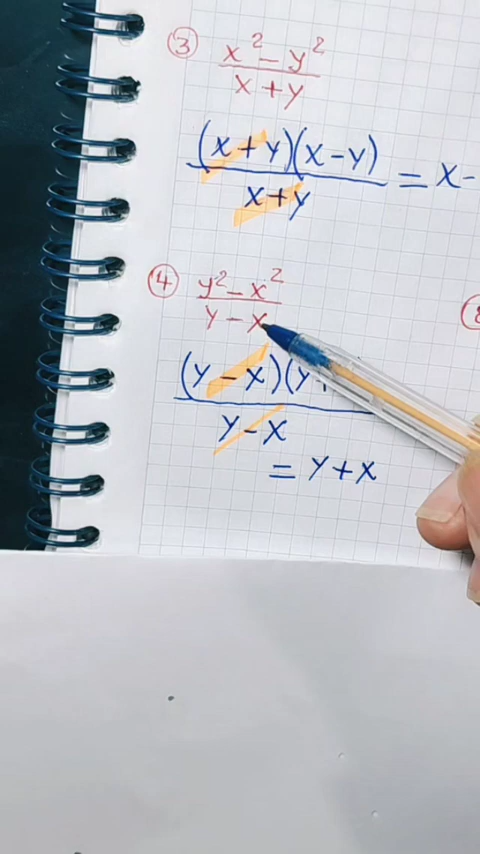 ③ x² - y²
x + y
(x + y)(x - y)
x + y
= x -
④ y² - x²
y - x
(y - x)(y
y - x
= y + x